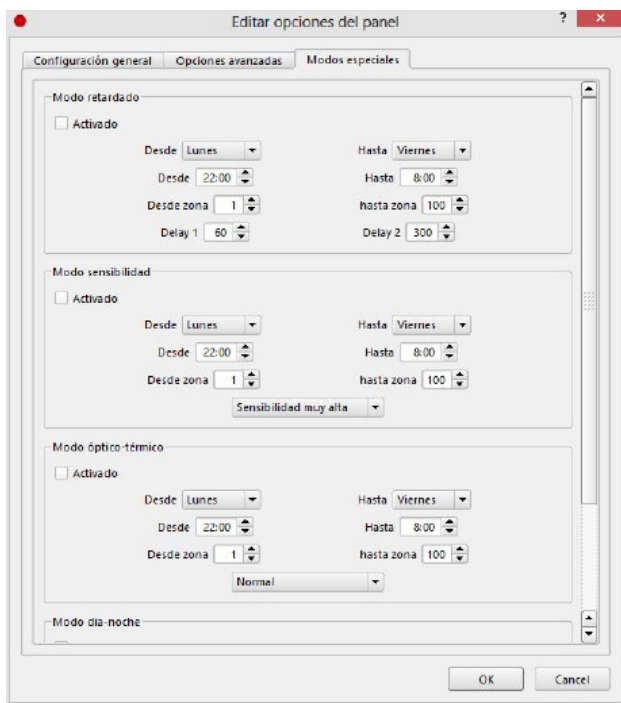 Editar opciones del panel ? ×
Configuración general Opciones avanzadas Modos especiales
Modo retardado
Activado
Desde Lunes Hasta Viernes
Desde 22:00 Hasta 8:00
Desde zona 1 hasta zona 100
Delay 1 60 Delay 2 300
Modo sensibilidad
Activado
Desde Lunes Hasta Viernes
Desde 22:00 Hasta 8:00
Desde zona 1 hasta zona 100
Sensibilidad muy alta
Modo óptico-térmico
Activado
Desde Lunes Hasta Viernes
Desde 22:00 Hasta 8:00
Desde zona 1 hasta zona 100
Normal
Modo dia-noche
OK Cancel